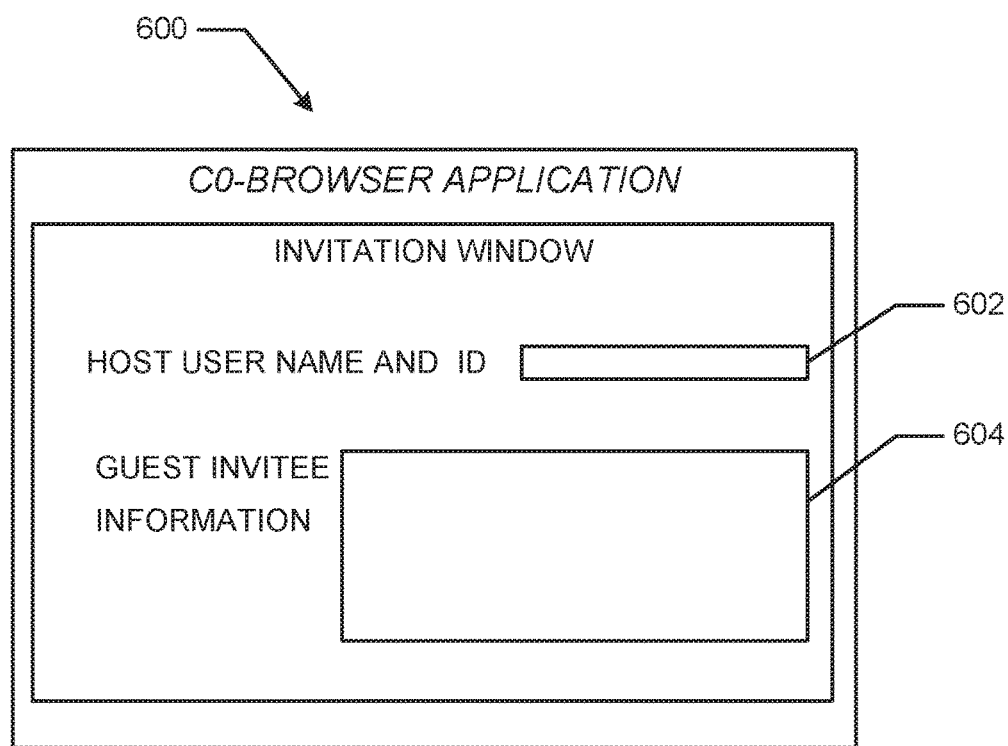 600
C0-BROWSER APPLICATION
INVITATION WINDOW
602
HOST USER NAME AND ID
604
GUEST INVITEE
INFORMATION